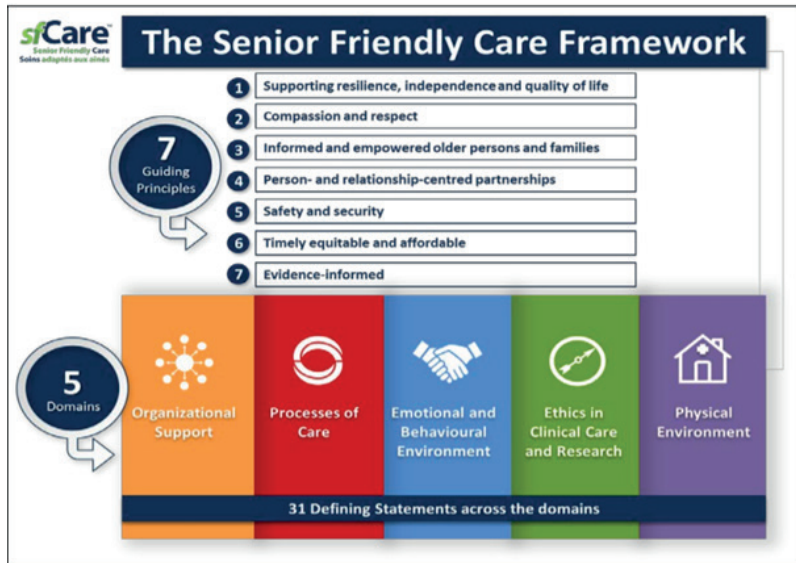 sfCare™
Senior Friendly Care
Soins adaptés aux aînés
The Senior Friendly Care Framework
7
Guiding
Principles
1 Supporting resilience, independence and quality of life
2 Compassion and respect
3 Informed and empowered older persons and families
4 Person- and relationship-centred partnerships
5 Safety and security
6 Timely equitable and affordable
7 Evidence-informed
5
Domains
Organizational
Support
Processes of
Care
Emotional and
Behavioural
Environment
Ethics in
Clinical Care
and Research
Physical
Environment
31 Defining Statements across the domains